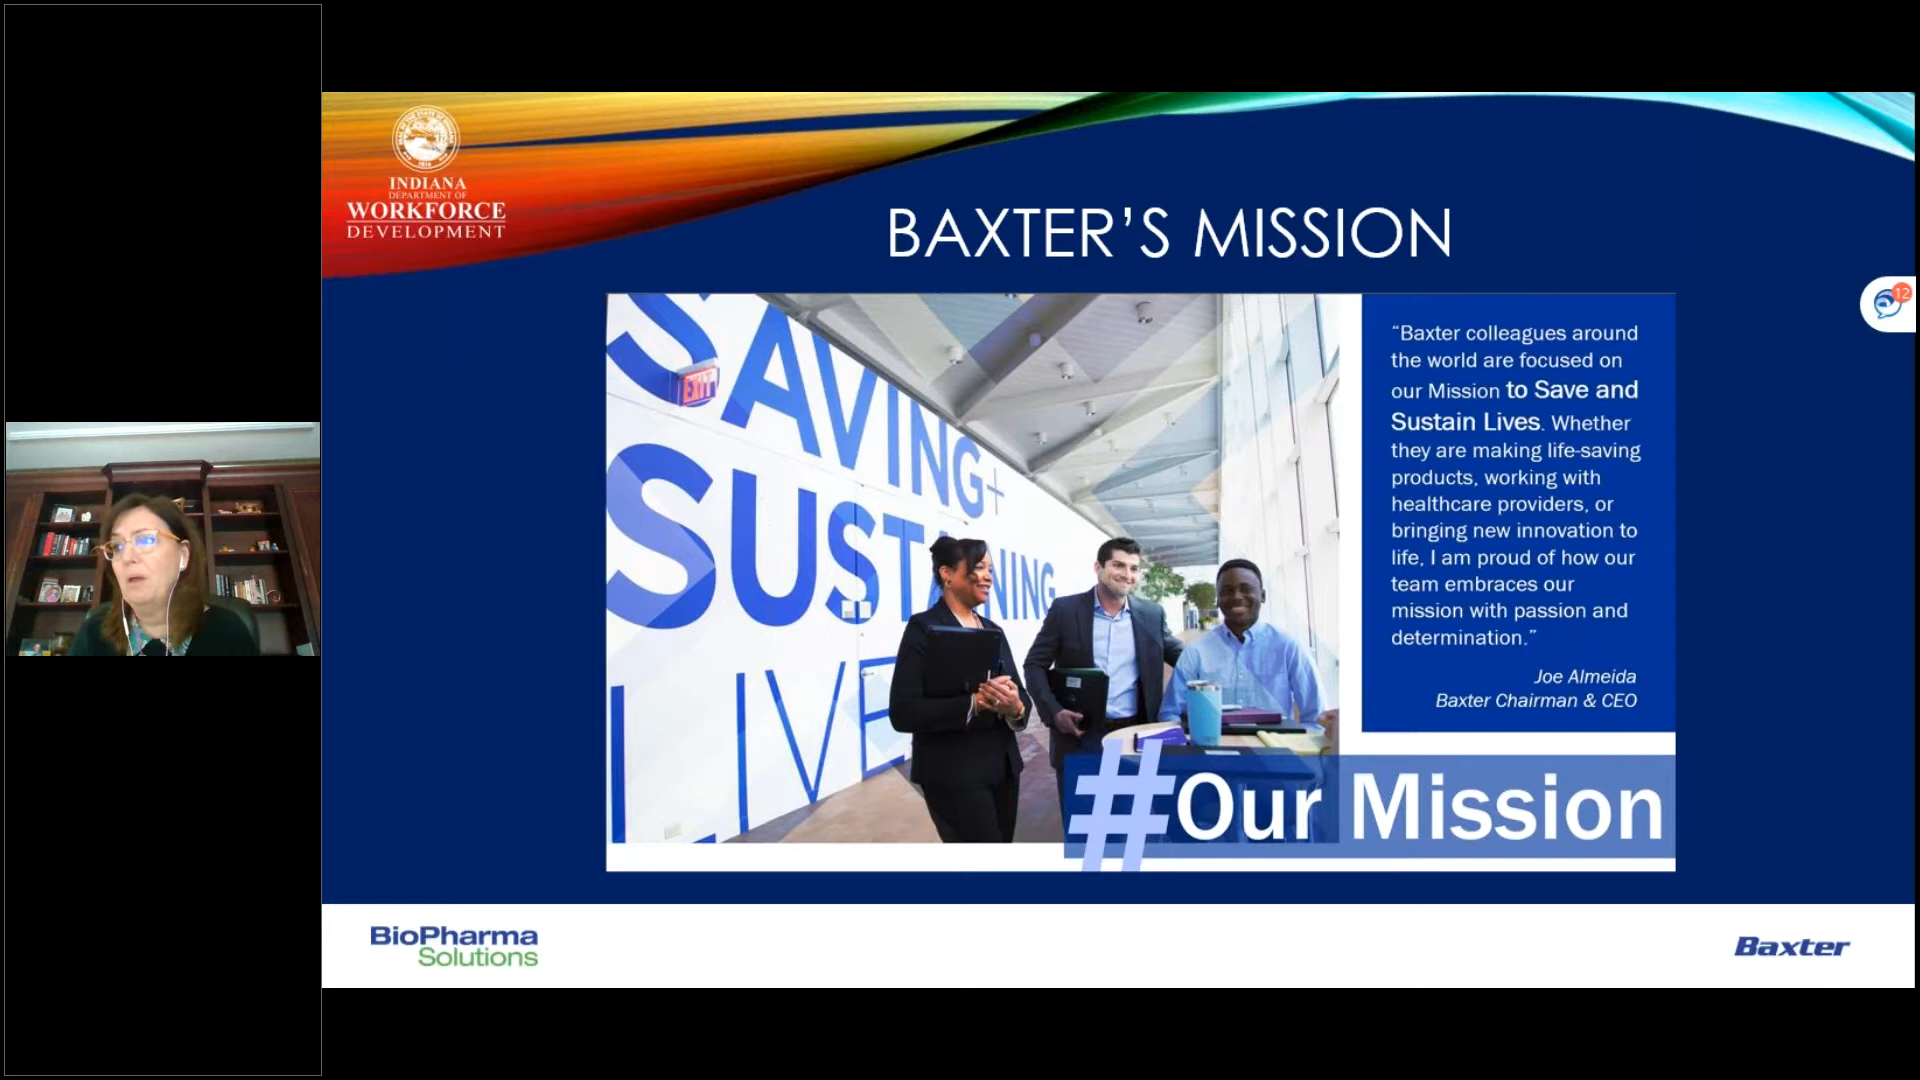 INDIANA
DEPARTMENT OF
WORKFORCE
DEVELOPMENT
BAXTER’S MISSION
SAVING+
SUSTAINING
LIVE
EXIT
“Baxter colleagues around
the world are focused on
our Mission to Save and
Sustain Lives. Whether
they are making life-saving
products, working with
healthcare providers, or
bringing new innovation to
life, I am proud of how our
team embraces our
mission with passion and
determination.”
Joe Almeida
Baxter Chairman & CEO
#Our Mission
12
BioPharma
Solutions
Baxter